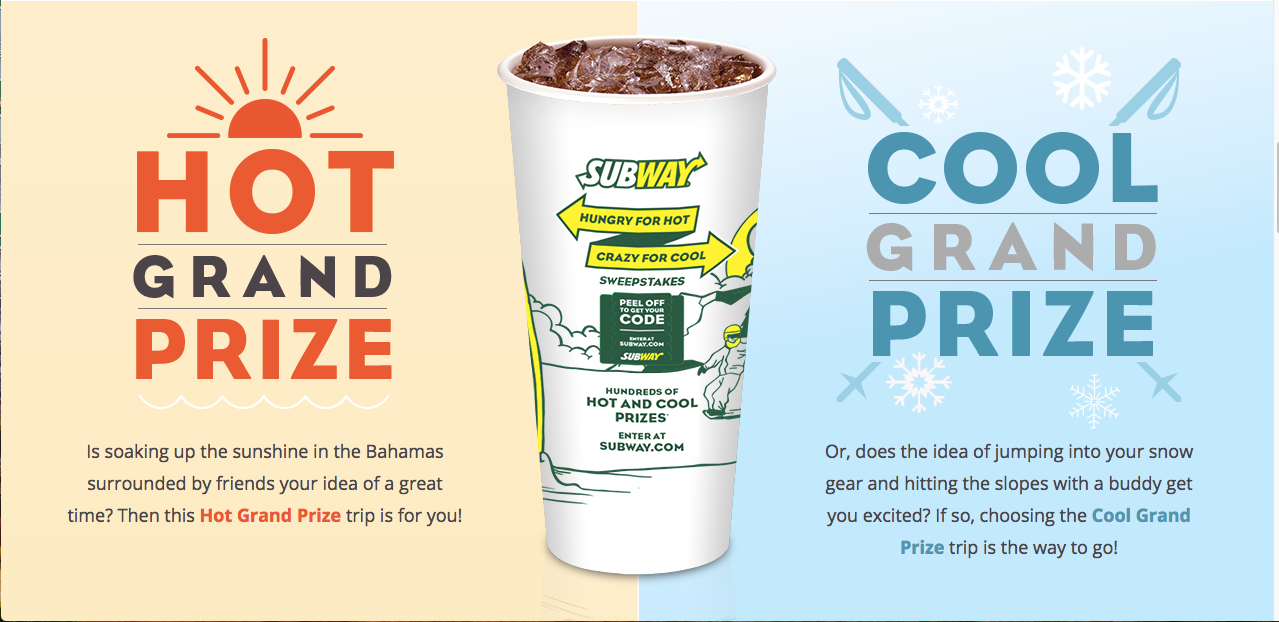 HOT
GRAND
PRIZE
Is soaking up the sunshine in the Bahamas
surrounded by friends your idea of a great
time? Then this Hot Grand Prize trip is for you!
SUBWAY
HUNGRY FOR HOT
CRAZY FOR COOL
SWEEPSTAKES
PEEL OFF
TO GET YOUR
CODE
ENTER AT
SUBWAY.COM
SUBWAY
HUNDREDS OF
HOT AND COOL
PRIZES*
ENTER AT
SUBWAY.COM
COOL
GRAND
PRIZE
Or, does the idea of jumping into your snow
gear and hitting the slopes with a buddy get
you excited? If so, choosing the Cool Grand
Prize trip is the way to go!